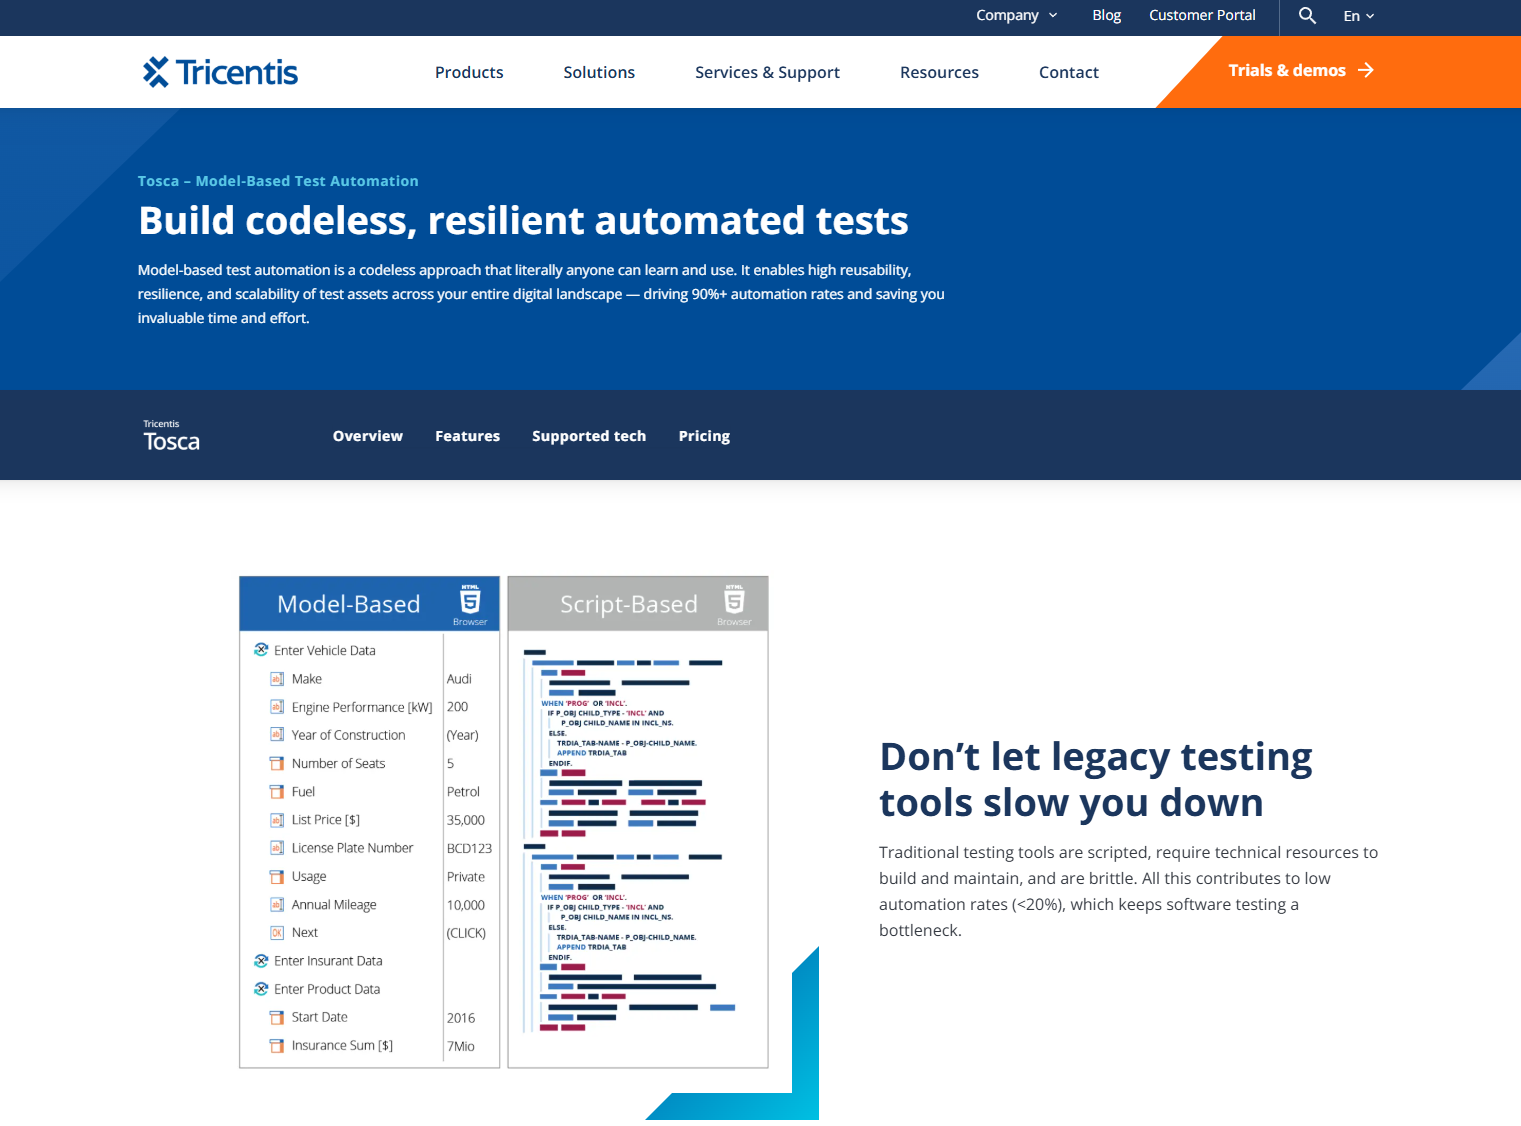 Company
Blog
Customer Portal
En
Tricentis
Products
Solutions
Services & Support
Resources
Contact
Trials & demos
Tosca – Model-Based Test Automation
Build codeless, resilient automated tests
Model-based test automation is a codeless approach that literally anyone can learn and use. It enables high reusability,
resilience, and scalability of test assets across your entire digital landscape — driving 90%+ automation rates and saving you
invaluable time and effort.
Tricentis
Tosca
Overview
Features
Supported tech
Pricing
Model-Based
HTML
5
Browser
Enter Vehicle Data
Make Audi
Engine Performance [kW] 200
Year of Construction (Year)
Number of Seats 5
Fuel Petrol
List Price [$] 35,000
License Plate Number BCD123
Usage Private
Annual Mileage 10,000
OK Next (CLICK)
Enter Insurant Data
Enter Product Data
Start Date 2016
Insurance Sum [$] 7Mio
Script-Based
HTML
5
Browser
WHEN 'PROG' OR 'INCL'.
IF P_OBJ CHILD_TYPE - 'INCL' AND
P_OBJ CHILD_NAME IN INCL_NS.
ELSE.
TRDIA_TAB-NAME - P_OBJ-CHILD_NAME.
APPEND TRDIA_TAB
ENDIF.
WHEN 'PROG' OR 'INCL'.
IF P_OBJ CHILD_TYPE - 'INCL' AND
P_OBJ CHILD_NAME IN INCL_NS.
ELSE.
TRDIA_TAB-NAME - P_OBJ-CHILD_NAME.
APPEND TRDIA_TAB
ENDIF.
Don't let legacy testing
tools slow you down
Traditional testing tools are scripted, require technical resources to
build and maintain, and are brittle. All this contributes to low
automation rates (<20%), which keeps software testing a
bottleneck.